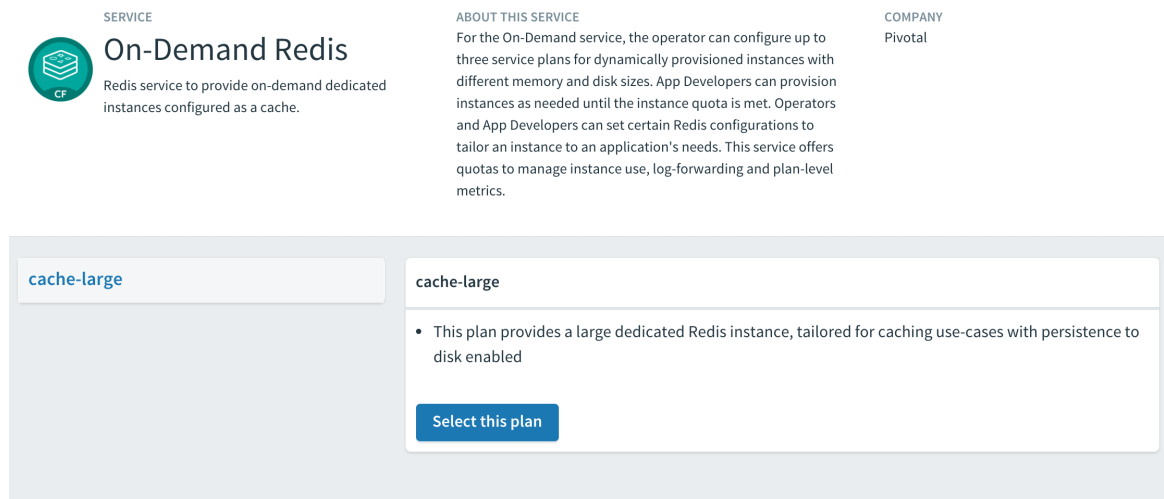 SERVICE
On-Demand Redis
Redis service to provide on-demand dedicated
instances configured as a cache.
CF
ABOUT THIS SERVICE
For the On-Demand service, the operator can configure up to
three service plans for dynamically provisioned instances with
different memory and disk sizes. App Developers can provision
instances as needed until the instance quota is met. Operators
and App Developers can set certain Redis configurations to
tailor an instance to an application's needs. This service offers
quotas to manage instance use, log-forwarding and plan-level
metrics.
COMPANY
Pivotal
cache-large
cache-large
• This plan provides a large dedicated Redis instance, tailored for caching use-cases with persistence to
disk enabled
Select this plan